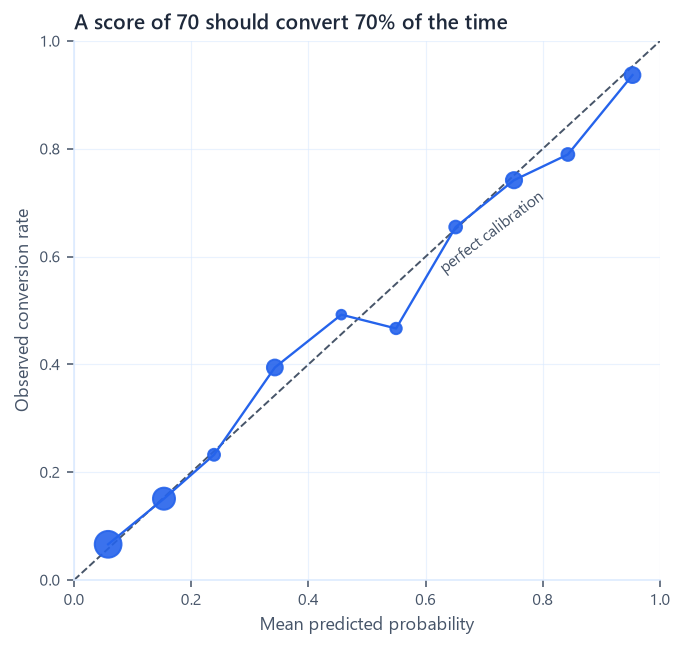 A score of 70 should convert 70% of the time
1.0
0.8
0.6
0.4
0.2
0.0
Observed conversion rate
perfect calibration
0.0 0.2 0.4 0.6 0.8 1.0
Mean predicted probability